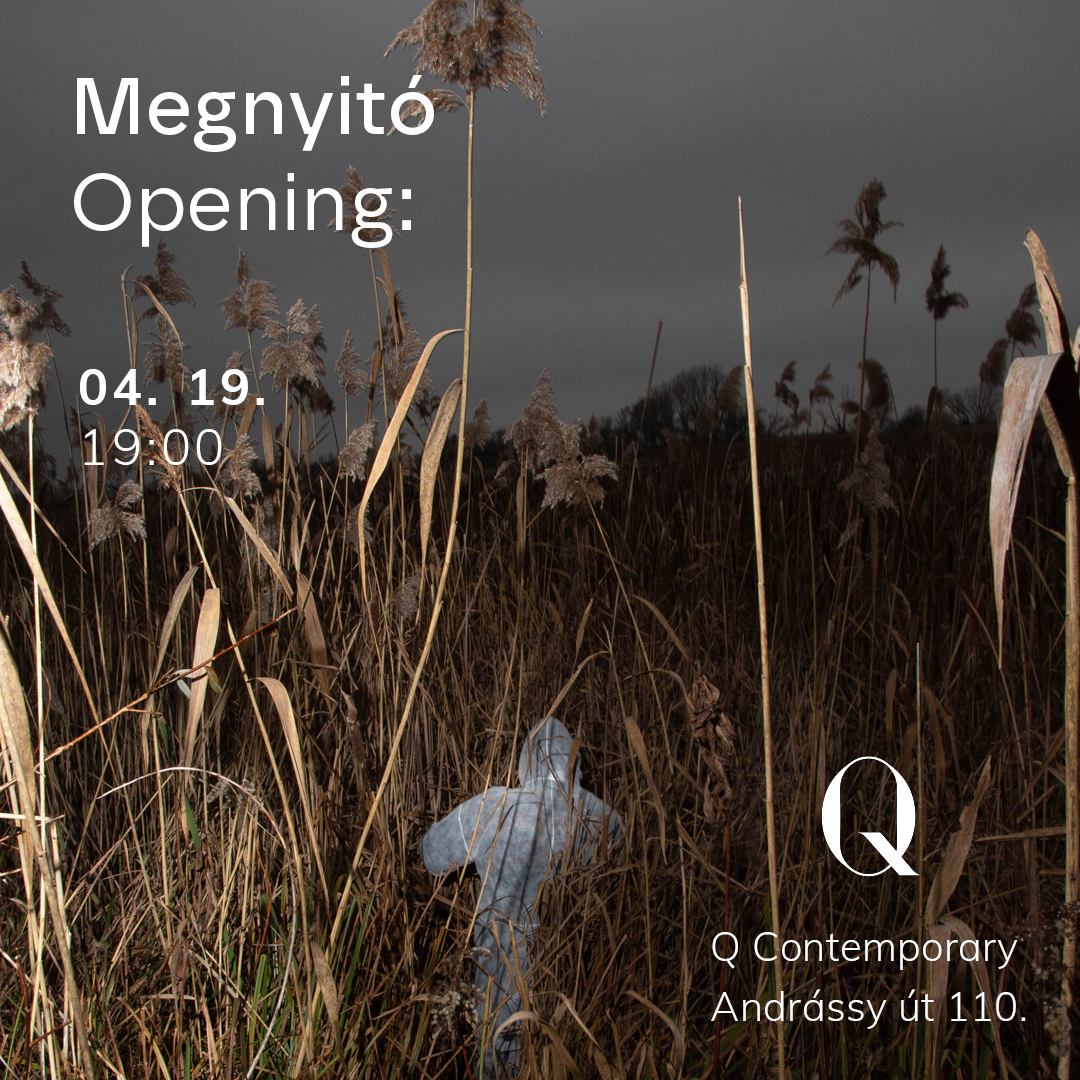 Megnyitó
Opening:
04. 19.
19:00
Q
Q Contemporary
Andrássy út 110.